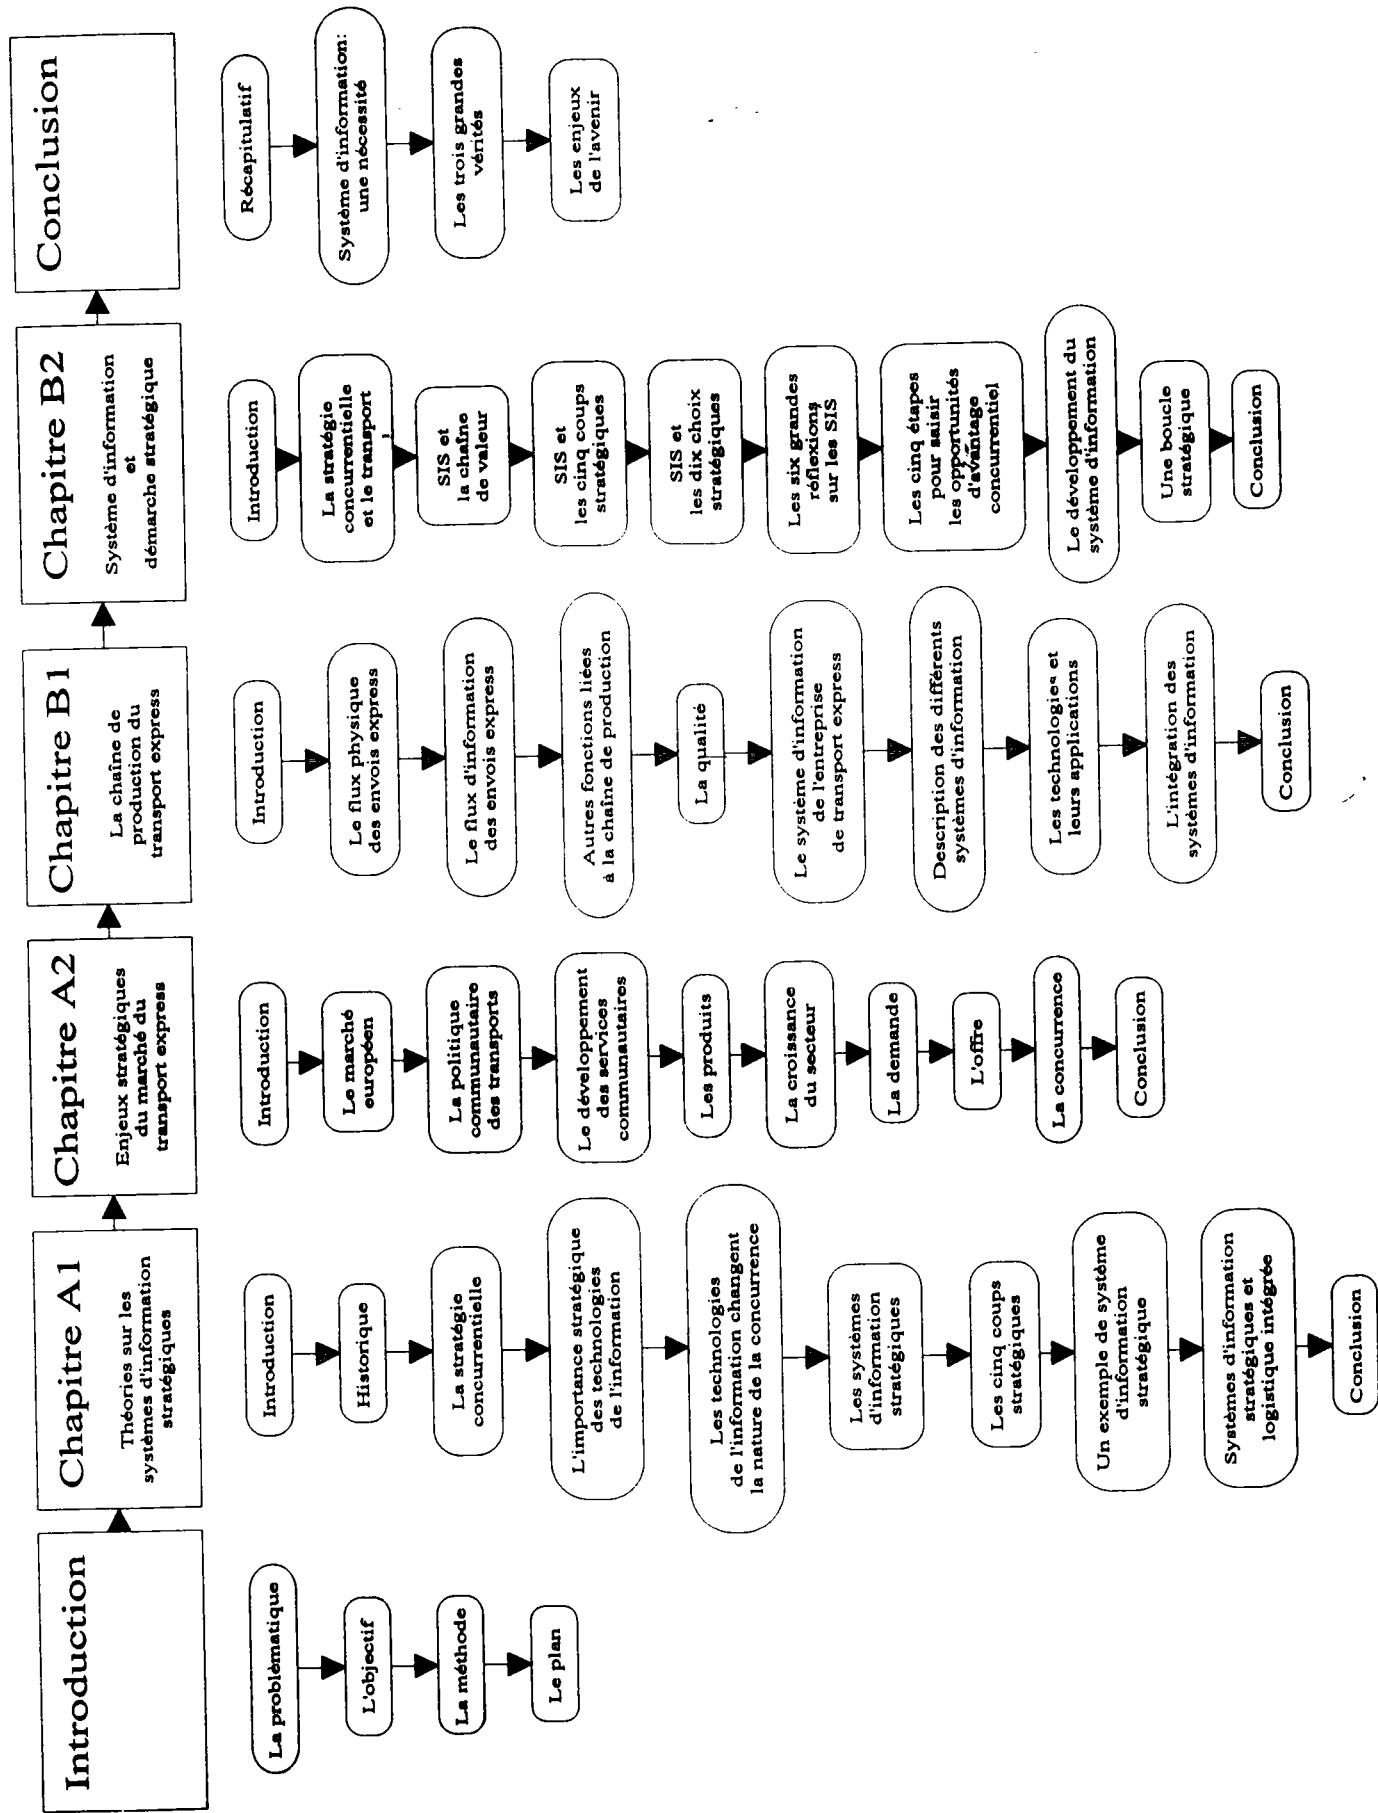 Introduction
La problèmatique
L'objectif
La méthode
Le plan
Chapitre A1
Théories sur les
systèmes d'information
stratégiques
Introduction
Historique
La stratégie
concurrentielle
L'importance stratégique
des technologies
de l'information
Les technologies
de l'information changent
la nature de la concurrence
Les systèmes
d'information
stratégiques
Les cinq coups
stratégiques
Un exemple de système
d'information
stratégique
Systèmes d'information
stratégiques et
logistique intégrée
Conclusion
Chapitre A2
Enjeux stratégiques
du marché du
transport express
Introduction
Le marché
européen
La politique
communautaire
des transports
Le développement
des services
communautaires
Les produits
La croissance
du secteur
La demande
L'offre
La concurrence
Conclusion
Chapitre B1
La chaîne de
production du
transport express
Introduction
Le flux physique
des envois express
Le flux d'information
des envois express
Autres fonctions liées
à la chaîne de production
La qualité
Le système d'information
de l'entreprise
de transport express
Description des différents
systèmes d'information
Les technologies et
leurs applications
L'intégration des
systèmes d'information
Conclusion
Chapitre B2
Système d'information
et
démarche stratégique
Introduction
La stratégie
concurrentielle
et le transport
SIS et
la chaîne
de valeur
SIS et
les cinq coups
stratégiques
SIS et
les dix choix
stratégiques
Les six grandes
réflexions
sur les SIS
Les cinq étapes
pour saisir
les opportunités
d'avantage
concurrentiel
Le développement du
système d'information
Une boucle
stratégique
Conclusion
Conclusion
Récapitulatif
Système d'information:
une nécessité
Les trois grandes
vérités
Les enjeux
de l'avenir